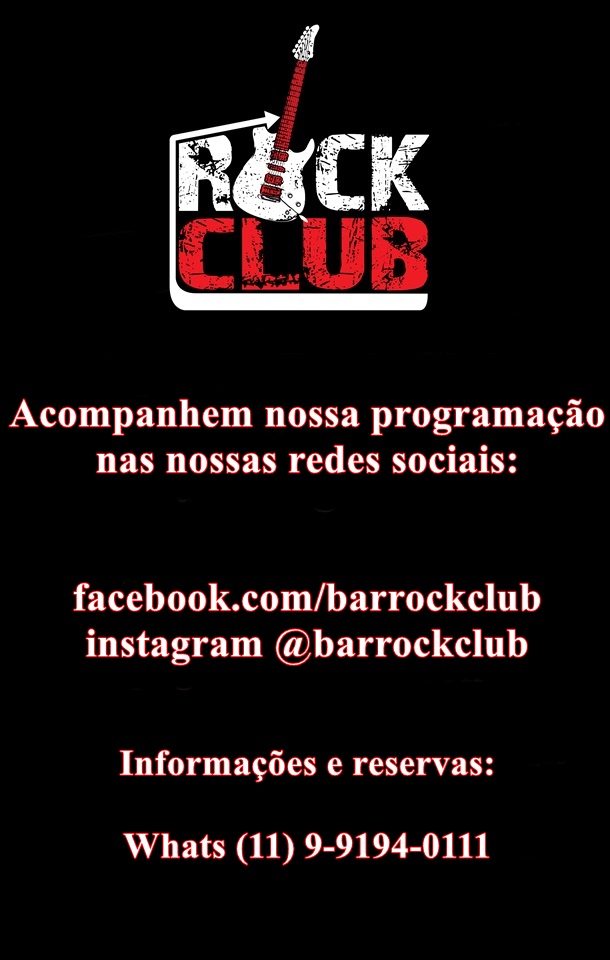 ROCK
CLUB
Acompanhem nossa programação
nas nossas redes sociais:
facebook.com/barrockclub
instagram @barrockclub
Informações e reservas:
Whats (11) 9-9194-0111